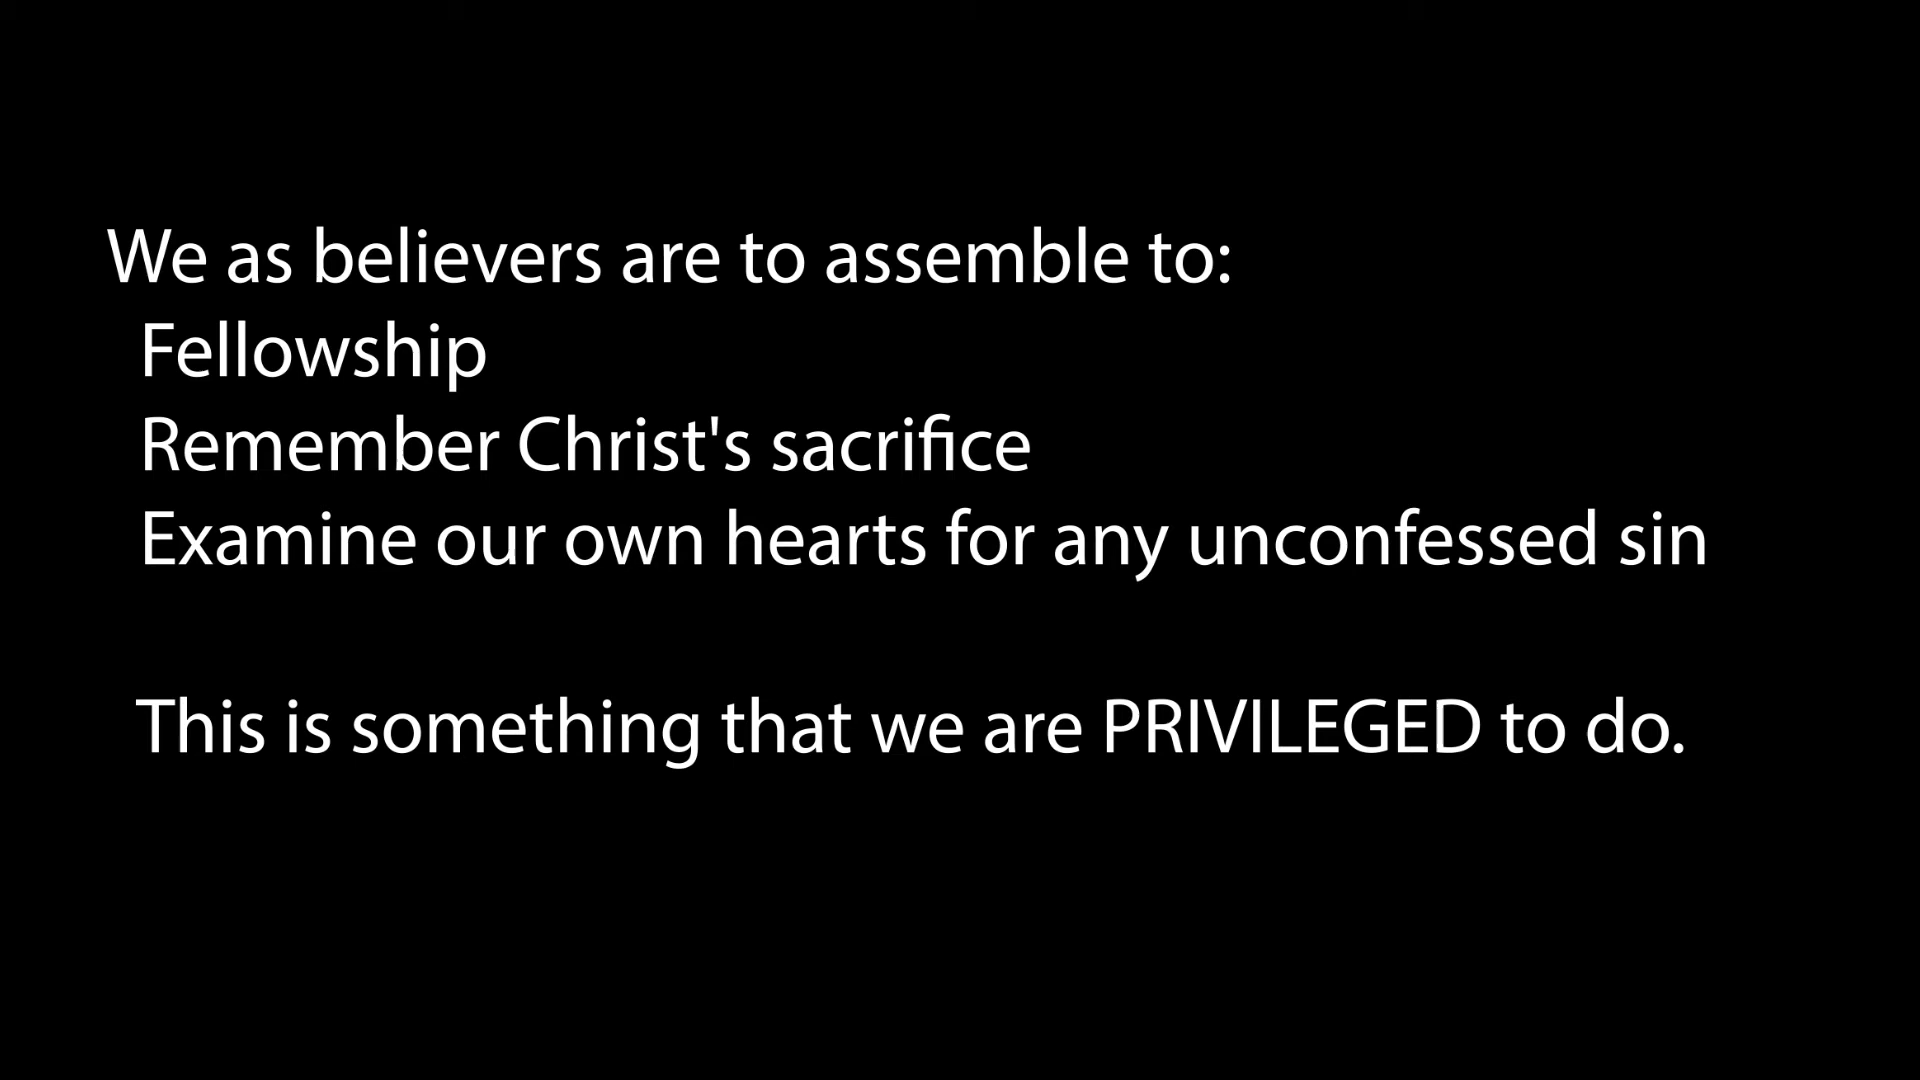 We as believers are to assemble to:
Fellowship
Remember Christ's sacrifice
Examine our own hearts for any unconfessed sin
This is something that we are PRIVILEGED to do.